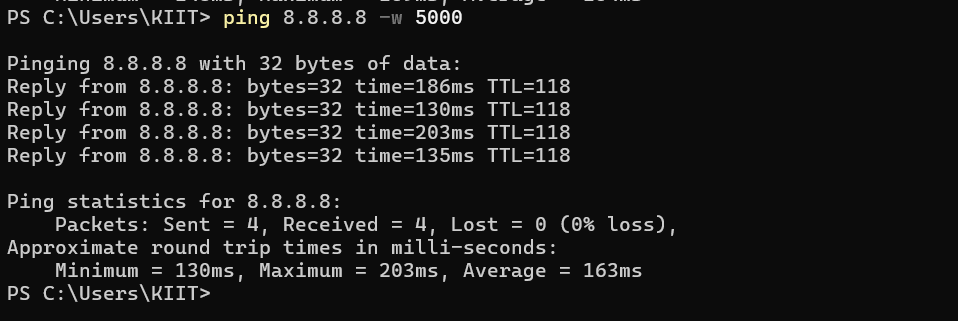 PS C:\Users\KIIT> ping 8.8.8.8 -w 5000
Pinging 8.8.8.8 with 32 bytes of data:
Reply from 8.8.8.8: bytes=32 time=186ms TTL=118
Reply from 8.8.8.8: bytes=32 time=130ms TTL=118
Reply from 8.8.8.8: bytes=32 time=203ms TTL=118
Reply from 8.8.8.8: bytes=32 time=135ms TTL=118
Ping statistics for 8.8.8.8:
    Packets: Sent = 4, Received = 4, Lost = 0 (0% loss),
Approximate round trip times in milli-seconds:
    Minimum = 130ms, Maximum = 203ms, Average = 163ms
PS C:\Users\KIIT>